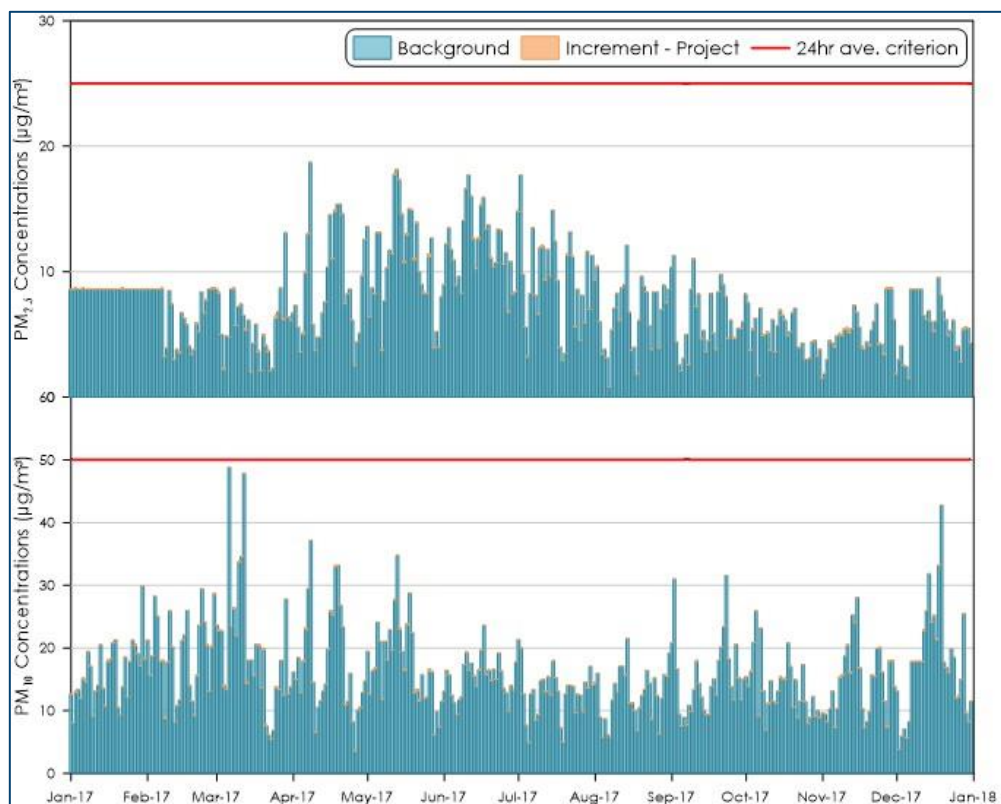 30
Background Increment - Project 24hr ave. criterion
20
10
PM2.5 Concentrations (µg/m³)
60
50
40
30
20
10
0
PM10 Concentrations (µg/m³)
Jan-17 Feb-17 Mar-17 Apr-17 May-17 Jun-17 Jul-17 Aug-17 Sep-17 Oct-17 Nov-17 Dec-17 Jan-18